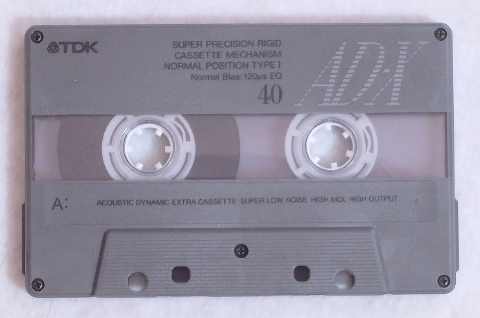 TDK
SUPER PRECISION RIGID
CASSETTE MECHANISM
NORMAL POSITION TYPE I
Normal Bias:120µs EQ
40
AD-X
A:
ACOUSTIC DYNAMIC EXTRA CASSETTE SUPER LOW NOISE HIGH MOL HIGH OUTPUT